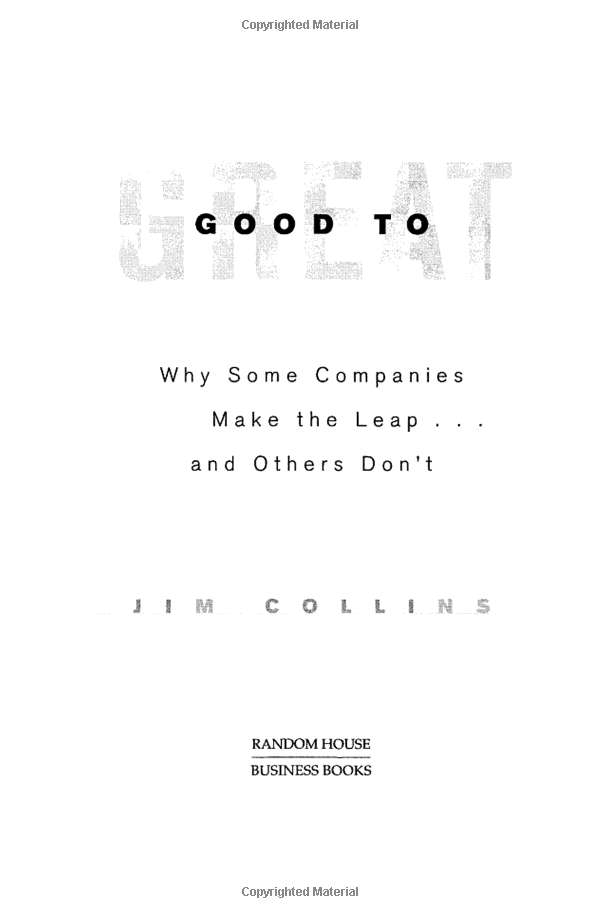 Copyrighted Material
GREAT
GOOD TO
Why Some Companies
Make the Leap . . .
and Others Don't
JIM COLLINS
RANDOM HOUSE
BUSINESS BOOKS
Copyrighted Material